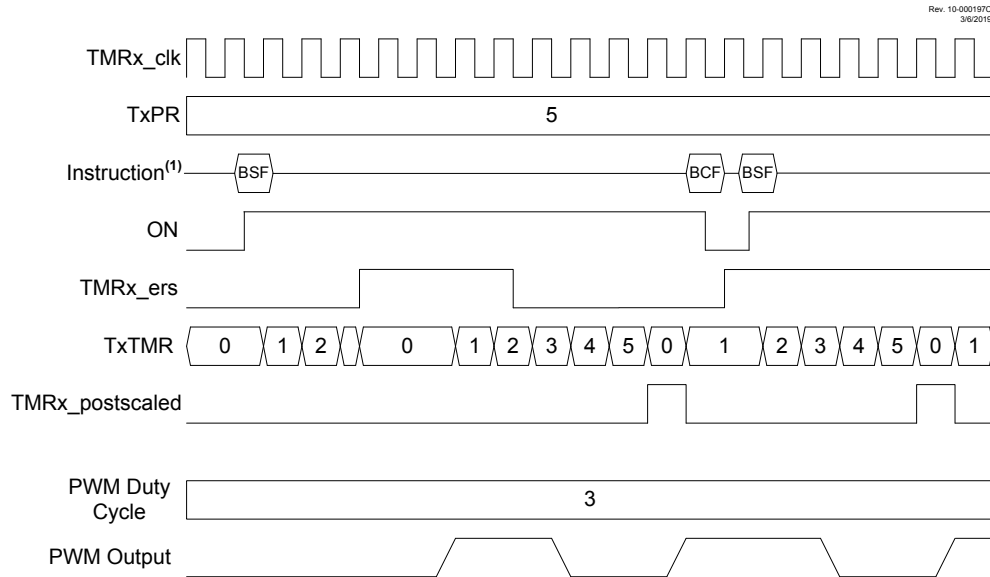 Rev. 10-000197C
3/6/2019
TMRx_clk
TxPR 5
Instruction(1) BSF BCF BSF
ON
TMRx_ers
TxTMR 0 1 2 0 1 2 3 4 5 0 1 2 3 4 5 0 1
TMRx_postscaled
PWM Duty
Cycle 3
PWM Output